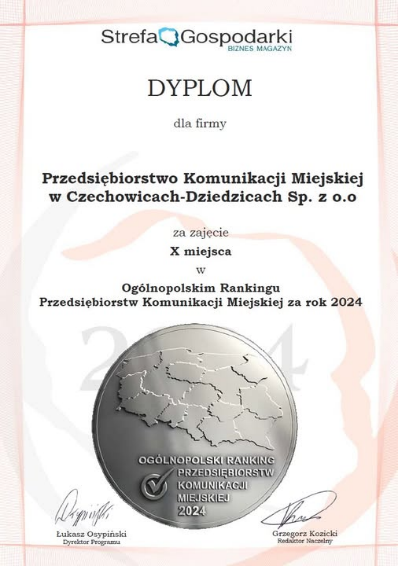 Strefa Gospodarki
BIZNES MAGAZYN
DYPLOM
dla firmy
Przedsiębiorstwo Komunikacji Miejskiej
w Czechowicach-Dziedzicach Sp. z o.o
za zajęcie
X miejsca
w
Ogólnopolskim Rankingu
Przedsiębiorstw Komunikacji Miejskiej za rok 2024
2024
OGÓLNOPOLSKI RANKING
PRZEDSIĘBIORSTW
KOMUNIKACJI
MIEJSKIEJ
2024
Łukasz Osypiński
Dyrektor Programu
Grzegorz Kozicki
Redaktor Naczelny